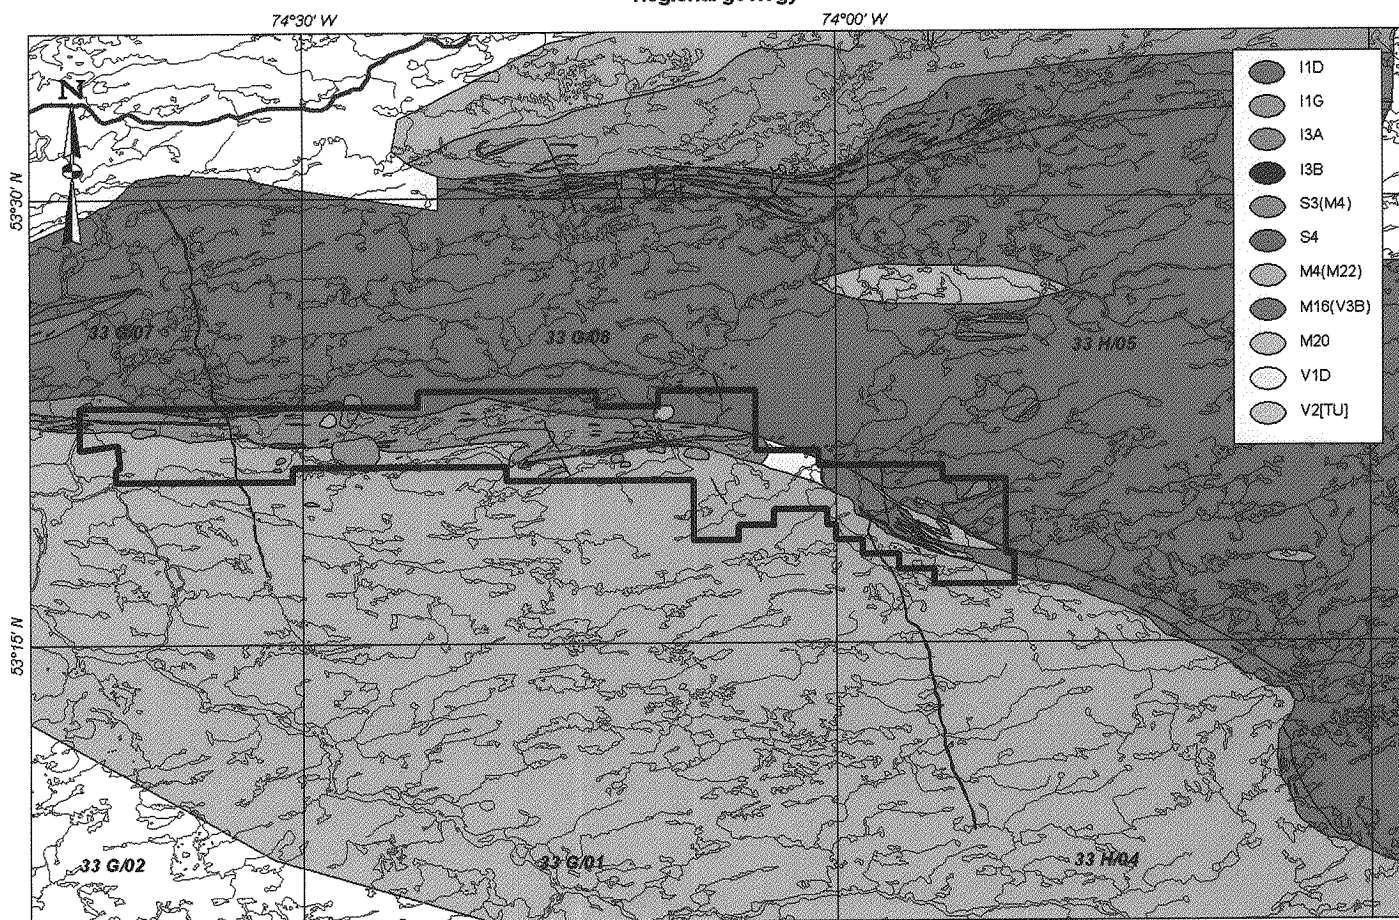 74°30' W
74°00' W
N
53°30' N
53°15' N
I1D
I1G
I3A
I3B
S3(M4)
S4
M4(M22)
M16(V3B)
M20
V1D
V2[TU]
33 G/07
33 G/08
33 H/05
33 G/02
33 G/01
33 H/04